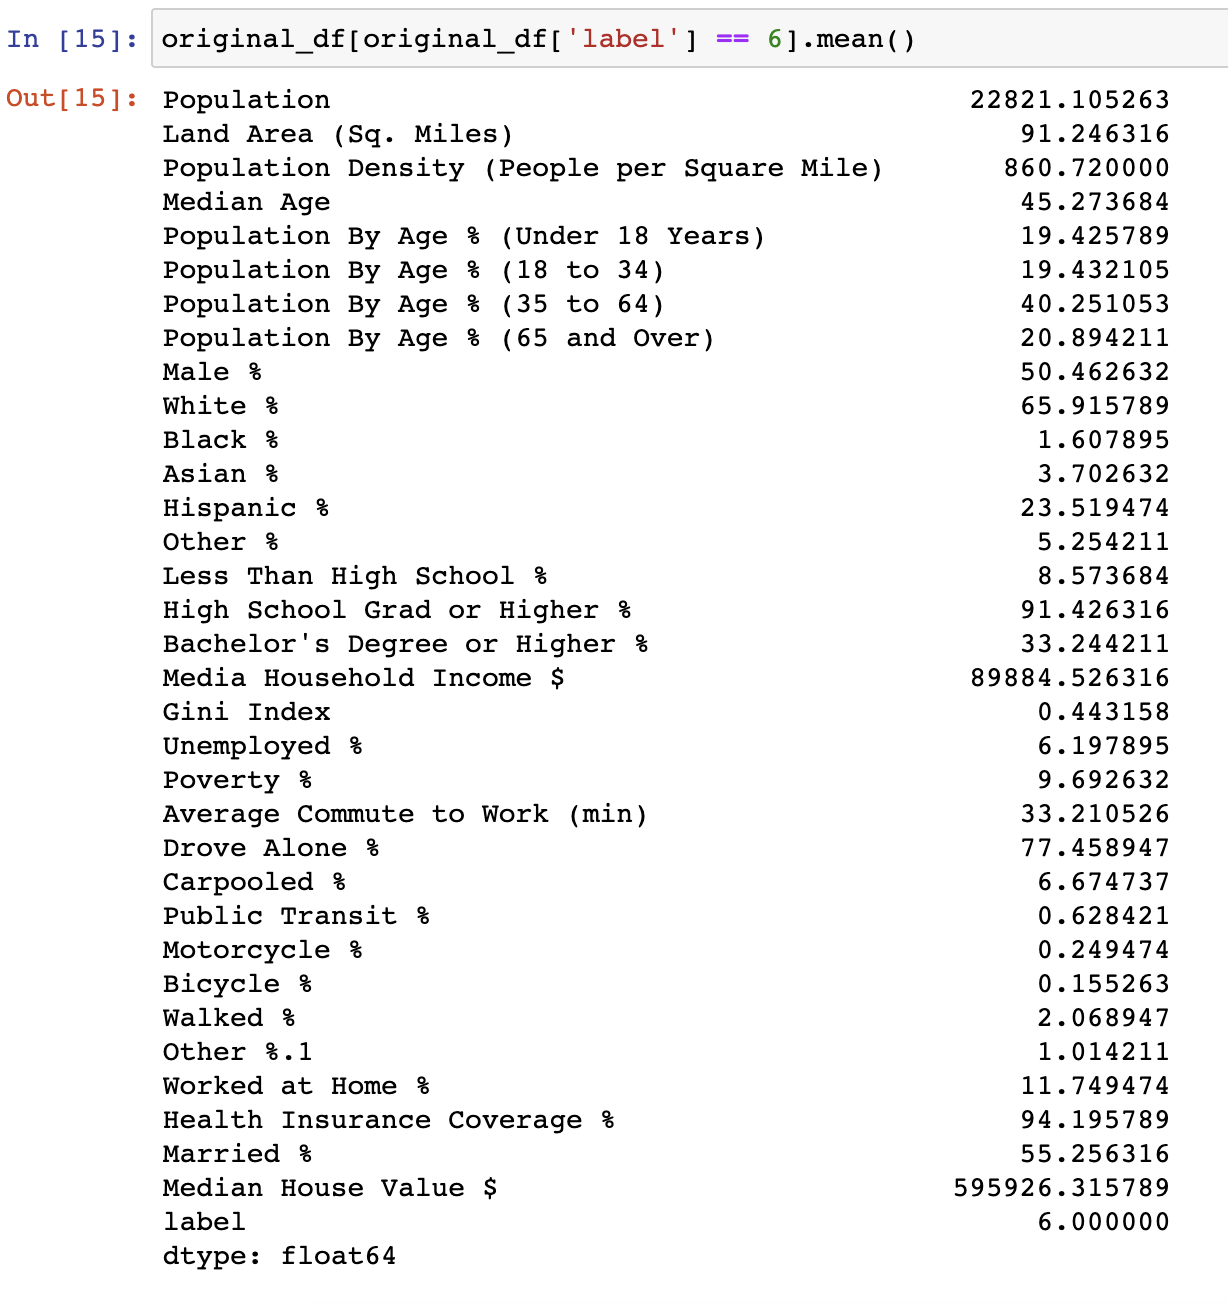 In [15]: original_df[original_df['label'] == 6].mean()
Out[15]: Population 22821.105263
Land Area (Sq. Miles) 91.246316
Population Density (People per Square Mile) 860.720000
Median Age 45.273684
Population By Age % (Under 18 Years) 19.425789
Population By Age % (18 to 34) 19.432105
Population By Age % (35 to 64) 40.251053
Population By Age % (65 and Over) 20.894211
Male % 50.462632
White % 65.915789
Black % 1.607895
Asian % 3.702632
Hispanic % 23.519474
Other % 5.254211
Less Than High School % 8.573684
High School Grad or Higher % 91.426316
Bachelor's Degree or Higher % 33.244211
Media Household Income $ 89884.526316
Gini Index 0.443158
Unemployed % 6.197895
Poverty % 9.692632
Average Commute to Work (min) 33.210526
Drove Alone % 77.458947
Carpooled % 6.674737
Public Transit % 0.628421
Motorcycle % 0.249474
Bicycle % 0.155263
Walked % 2.068947
Other %.1 1.014211
Worked at Home % 11.749474
Health Insurance Coverage % 94.195789
Married % 55.256316
Median House Value $ 595926.315789
label 6.000000
dtype: float64